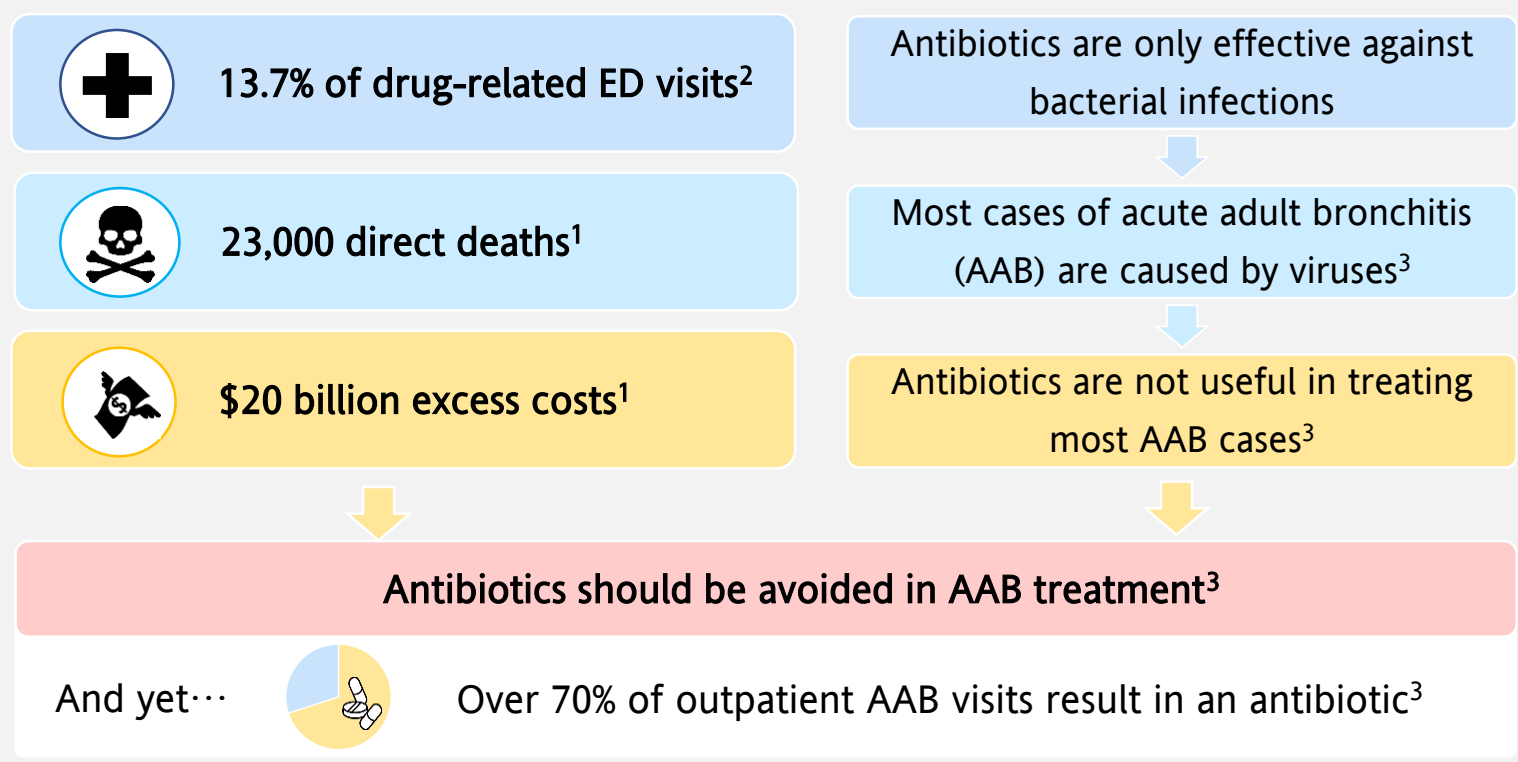 13.7% of drug-related ED visits²
23,000 direct deaths¹
$20 billion excess costs¹
Antibiotics are only effective against
bacterial infections
Most cases of acute adult bronchitis
(AAB) are caused by viruses³
Antibiotics are not useful in treating
most AAB cases³
Antibiotics should be avoided in AAB treatment³
And yet…
Over 70% of outpatient AAB visits result in an antibiotic³